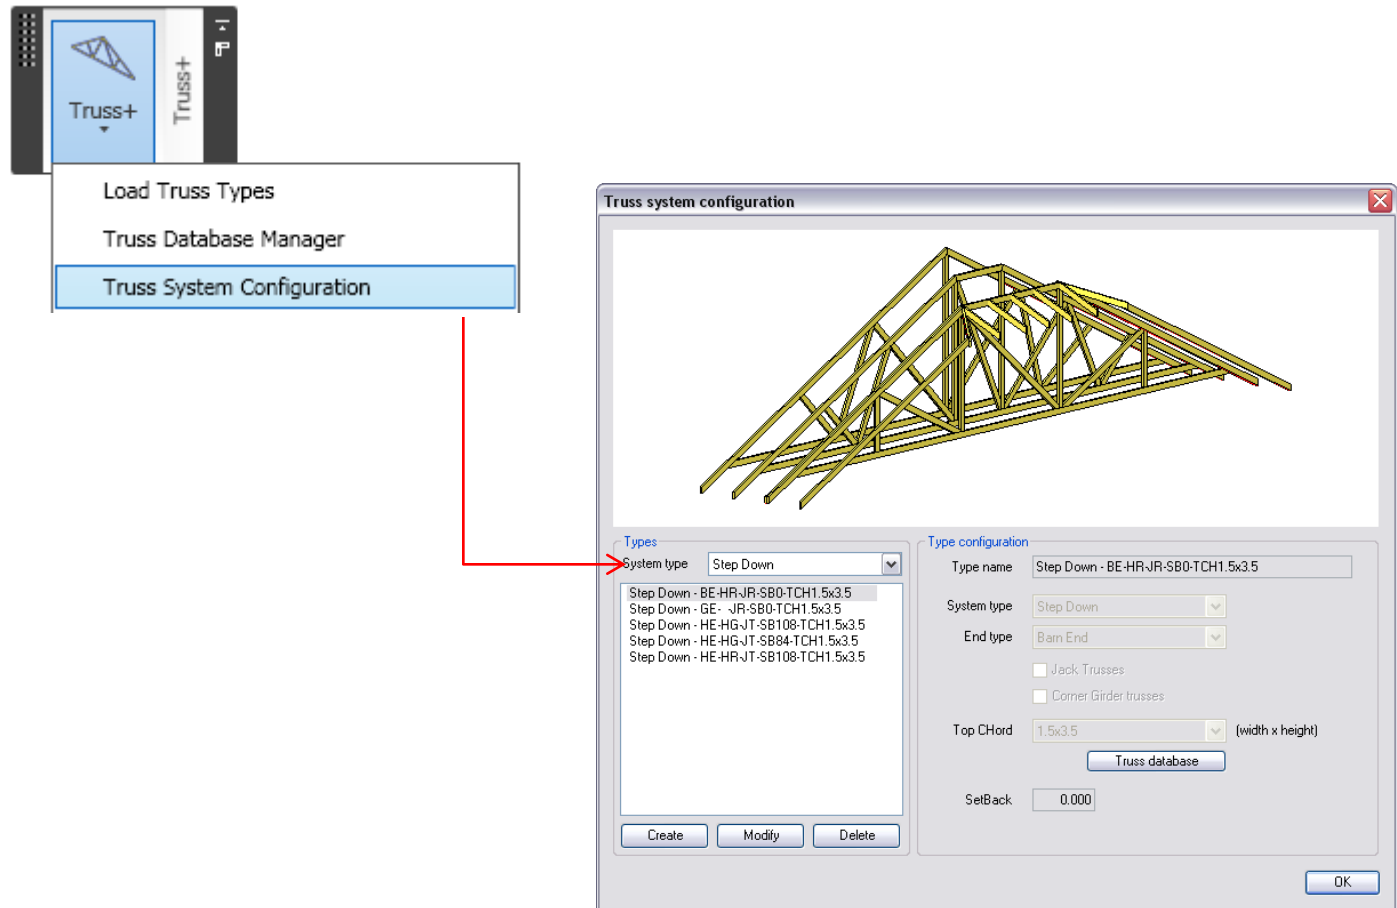 Truss+
Truss+
Load Truss Types
Truss Database Manager
Truss System Configuration
Truss system configuration
Types
System type
Step Down
Step Down - BE-HR-JR-SB0-TCH1.5x3.5
Step Down - GE- -JR-SB0-TCH1.5x3.5
Step Down - HE-HG-JT-SB108-TCH1.5x3.5
Step Down - HE-HG-JT-SB84-TCH1.5x3.5
Step Down - HE-HR-JT-SB108-TCH1.5x3.5
Create Modify Delete
Type configuration
Type name Step Down - BE-HR-JR-SB0-TCH1.5x3.5
System type Step Down
End type Barn End
Jack Trusses
Corner Girder trusses
Top CHord 1.5x3.5 (width x height)
Truss database
SetBack 0.000
OK